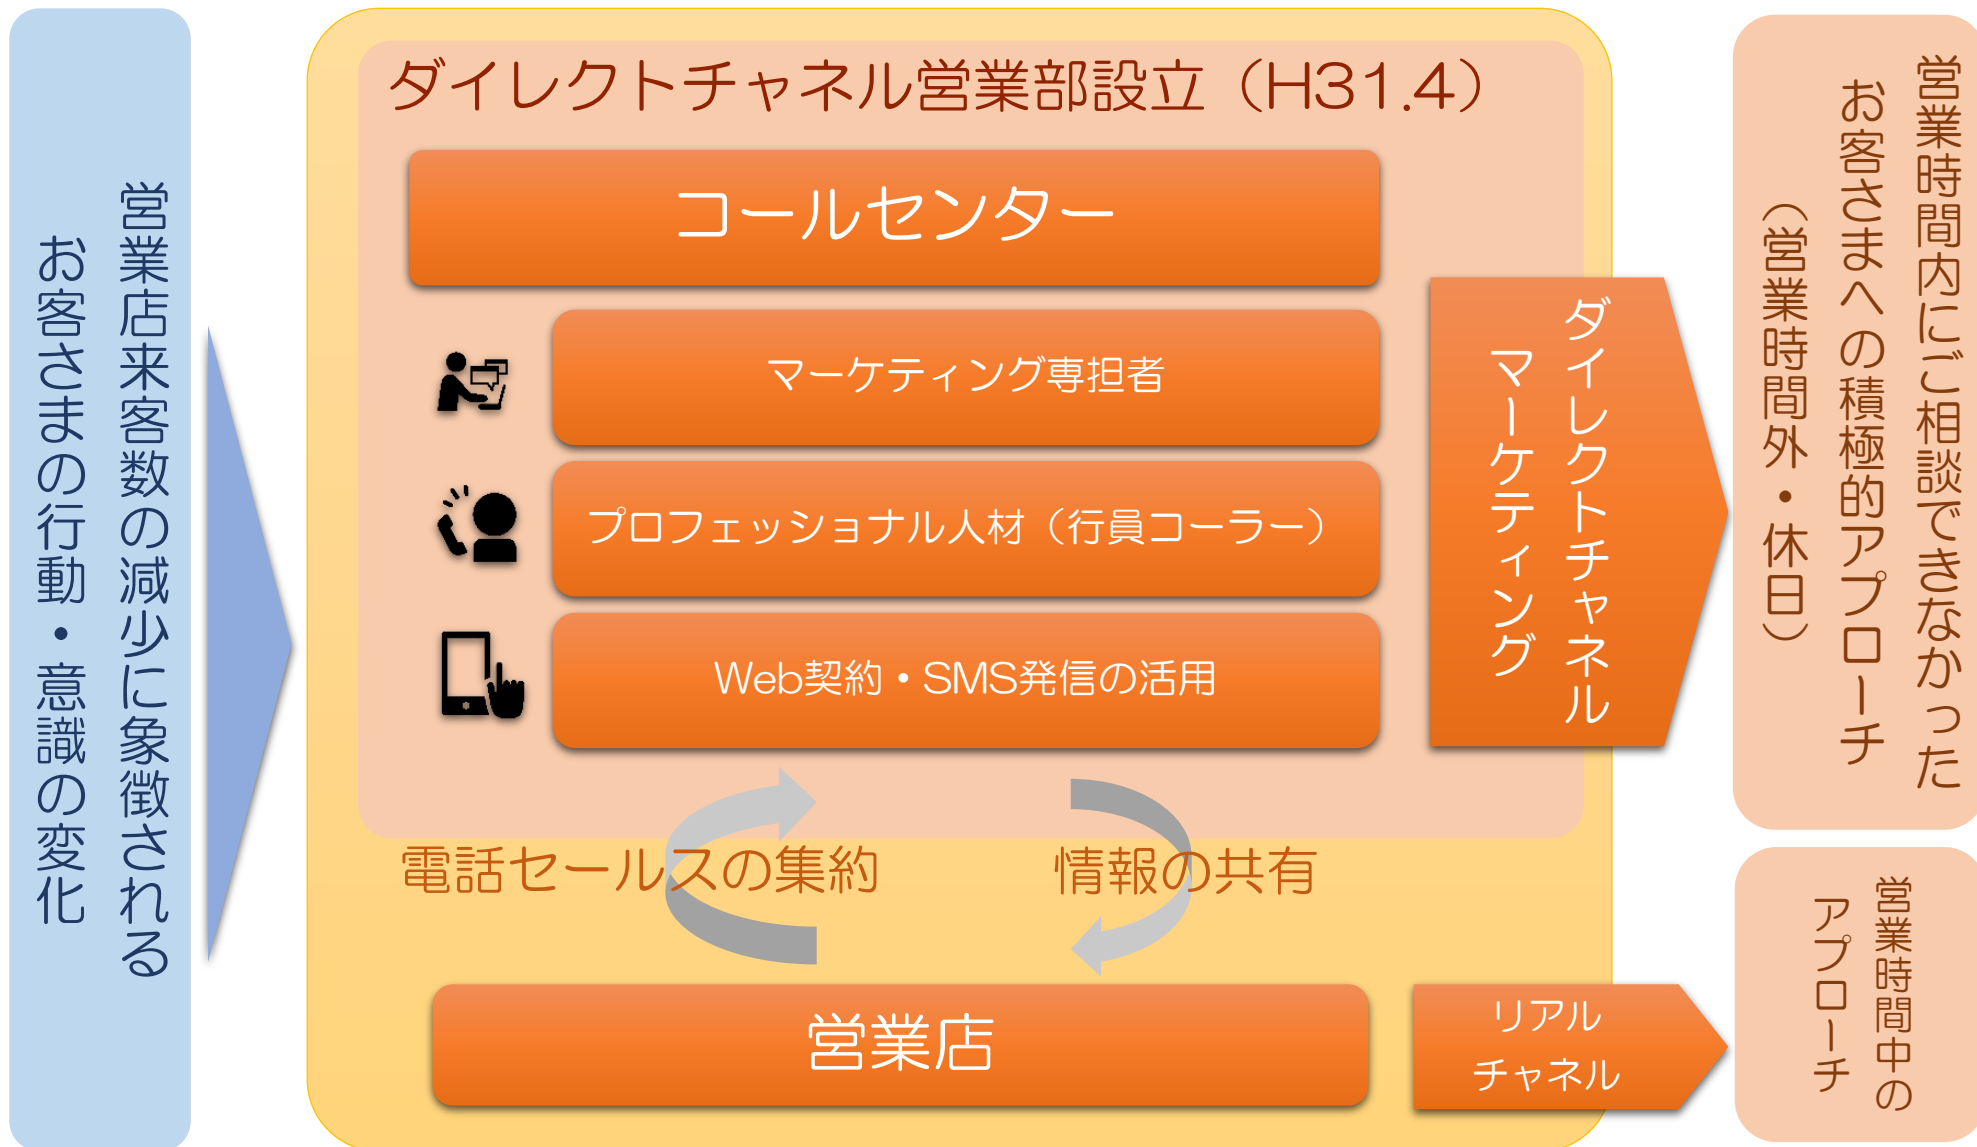 営業店来客数の減少に象徴される
お客さまの行動・意識の変化
ダイレクトチャネル営業部設立（H31.4）
コールセンター
マーケティング専担者
プロフェッショナル人材（行員コーラー）
Web契約・SMS発信の活用
ダイレクトチャネル
マーケティング
営業時間内にご相談できなかった
お客さまへの積極的アプローチ
（営業時間外・休日）
電話セールスの集約
情報の共有
営業店
リアル
チャネル
営業時間中の
アプローチ